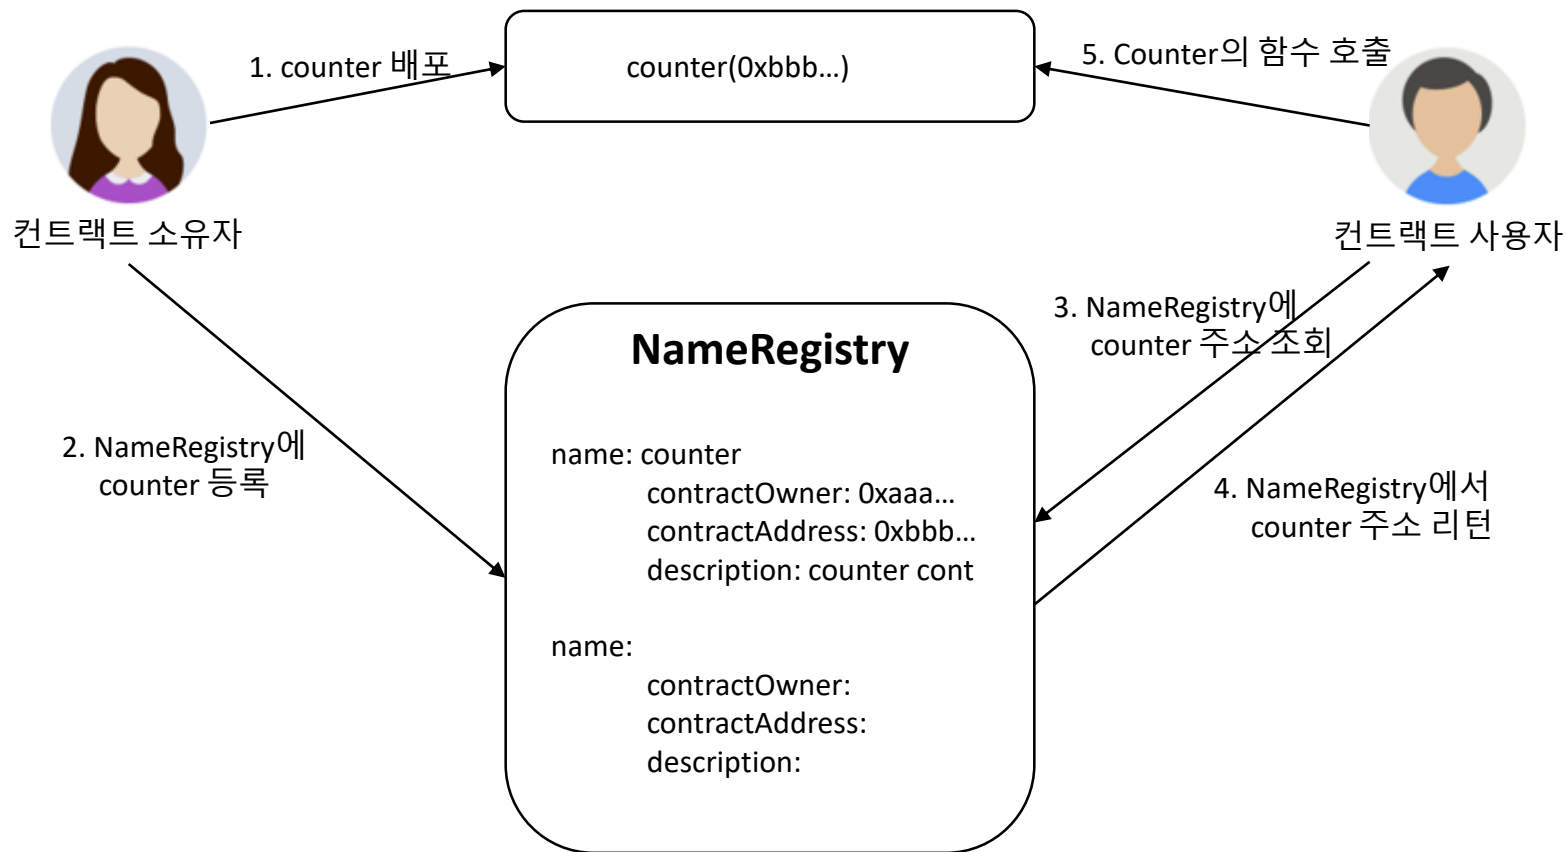 1. counter 배포
counter(0xbbb…)
5. Counter의 함수 호출
컨트랙트 소유자
컨트랙트 사용자
2. NameRegistry에
counter 등록
NameRegistry
name: counter
contractOwner: 0xaaa…
contractAddress: 0xbbb…
description: counter cont
name:
contractOwner:
contractAddress:
description:
3. NameRegistry에
counter 주소 조회
4. NameRegistry에서
counter 주소 리턴